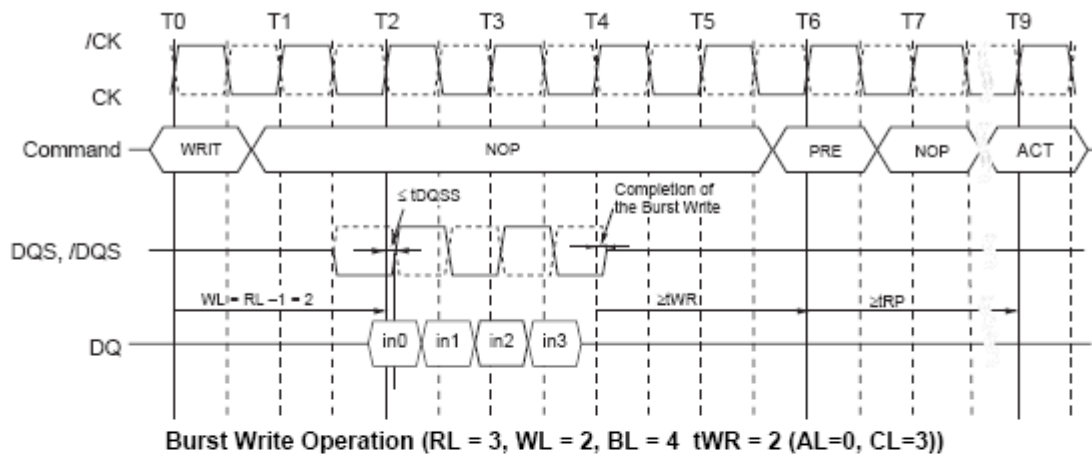 T0 T1 T2 T3 T4 T5 T6 T7 T9
/CK
CK
Command WRIT NOP PRE NOP ACT
≤ tDQSS
Completion of
the Burst Write
DQS, /DQS
WL = RL –1 = 2 ≥tWR ≥tRP
DQ in0 in1 in2 in3
Burst Write Operation (RL = 3, WL = 2, BL = 4 tWR = 2 (AL=0, CL=3))